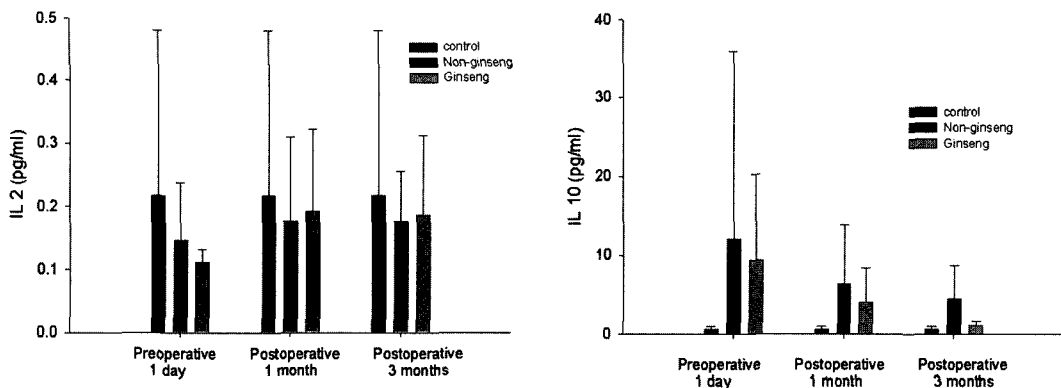 0.5
0.4
0.3
0.2
0.1
0.0
IL 2 (pg/ml)
control
Non-ginseng
Ginseng
Preoperative
1 day
Postoperative
1 month
Postoperative
3 months
40
30
20
10
0
IL 10 (pg/ml)
control
Non-ginseng
Ginseng
Preoperative
1 day
Postoperative
1 month
Postoperative
3 months